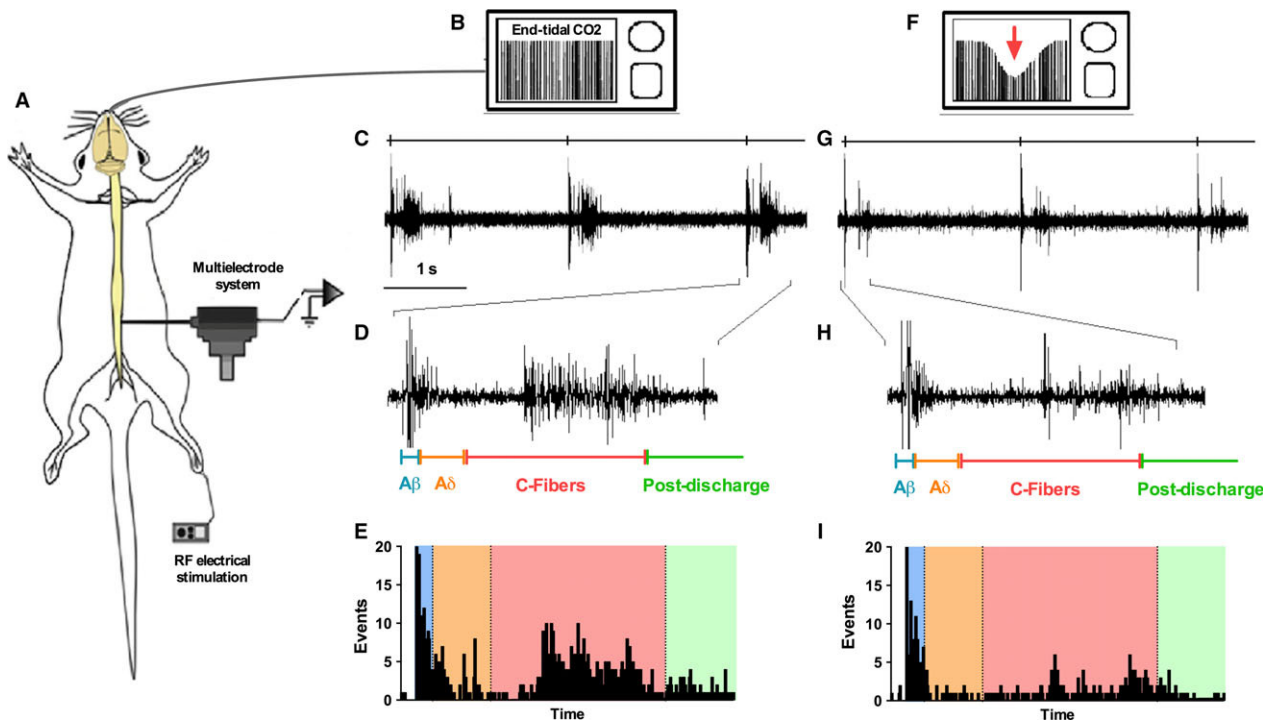 A
B
End-tidal CO2
F
C
G
Multielectrode
system
1 s
D
H
Aβ
Aδ
C-Fibers
Post-discharge
Aβ
Aδ
C-Fibers
Post-discharge
RF electrical
stimulation
E
20
15
10
5
0
Events
Time
I
20
15
10
5
0
Events
Time